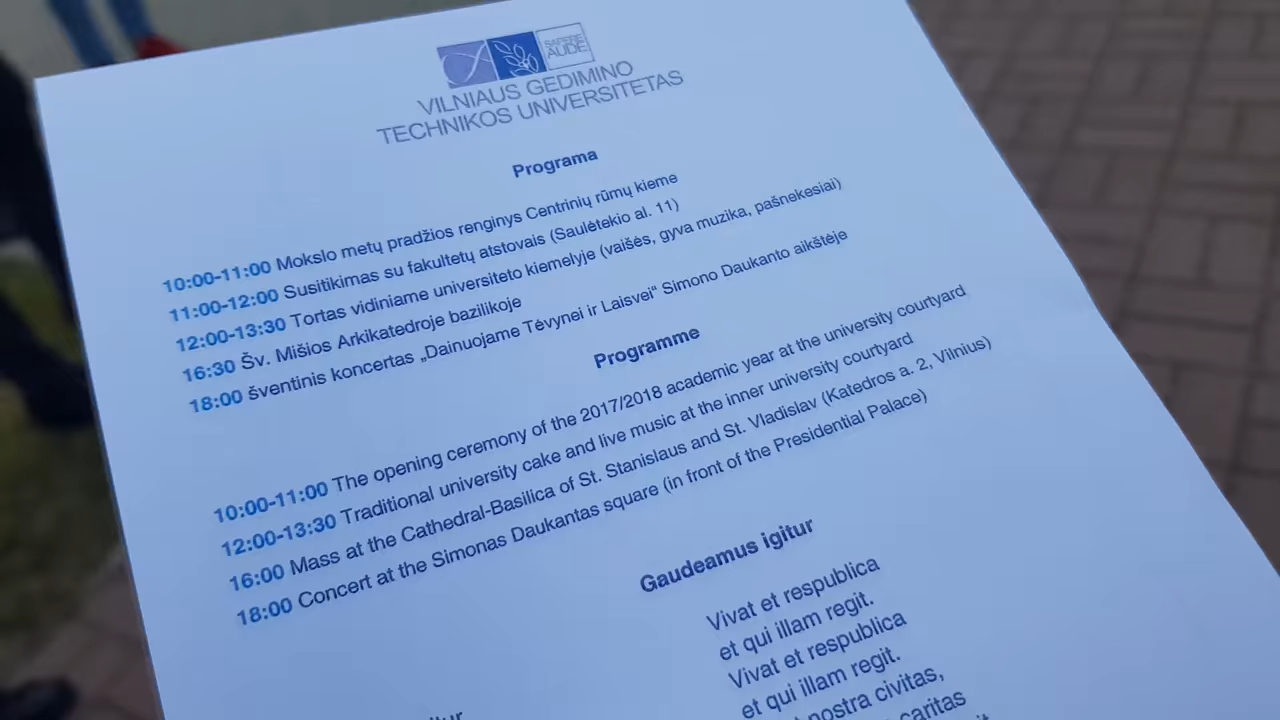 SAPERE
AUDE
VILNIAUS GEDIMINO
TECHNIKOS UNIVERSITETAS
Programa
10:00-11:00 Mokslo metų pradžios renginys Centrinių rūmų kieme
11:00-12:00 Susitikimas su fakultetų atstovais (Saulėtekio al. 11)
12:00-13:30 Tortas vidiniame universiteto kiemelyje (vaišės, gyva muzika, pašnekesiai)
16:30 Šv. Mišios Arkikatedroje bazilikoje
18:00 šventinis koncertas „Dainuojame Tėvynei ir Laisvei“ Simono Daukanto aikštėje
Programme
10:00-11:00 The opening ceremony of the 2017/2018 academic year at the university courtyard
12:00-13:30 Traditional university cake and live music at the inner university courtyard
16:00 Mass at the Cathedral-Basilica of St. Stanislaus and St. Vladislav (Katedros a. 2, Vilnius)
18:00 Concert at the Simonas Daukantas square (in front of the Presidential Palace)
Gaudeamus igitur
Vivat et respublica
et qui illam regit.
Vivat et respublica
et qui illam regit.
nostra civitas,
caritas